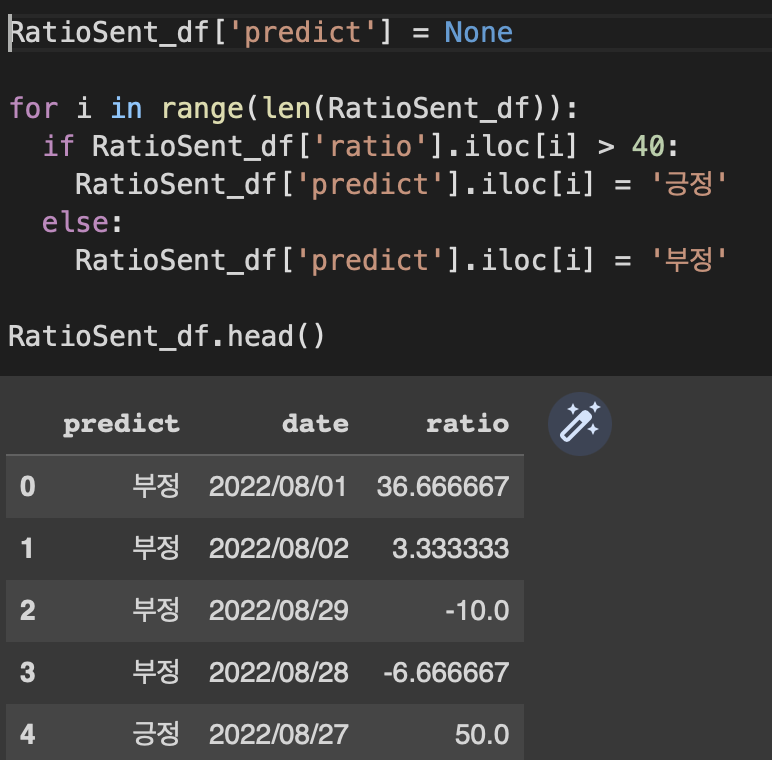 RatioSent_df['predict'] = None
for i in range(len(RatioSent_df)):
if RatioSent_df['ratio'].iloc[i] > 40:
RatioSent_df['predict'].iloc[i] = '긍정'
else:
RatioSent_df['predict'].iloc[i] = '부정'
RatioSent_df.head()
predict date ratio
0 부정 2022/08/01 36.666667
1 부정 2022/08/02 3.333333
2 부정 2022/08/29 -10.0
3 부정 2022/08/28 -6.666667
4 긍정 2022/08/27 50.0